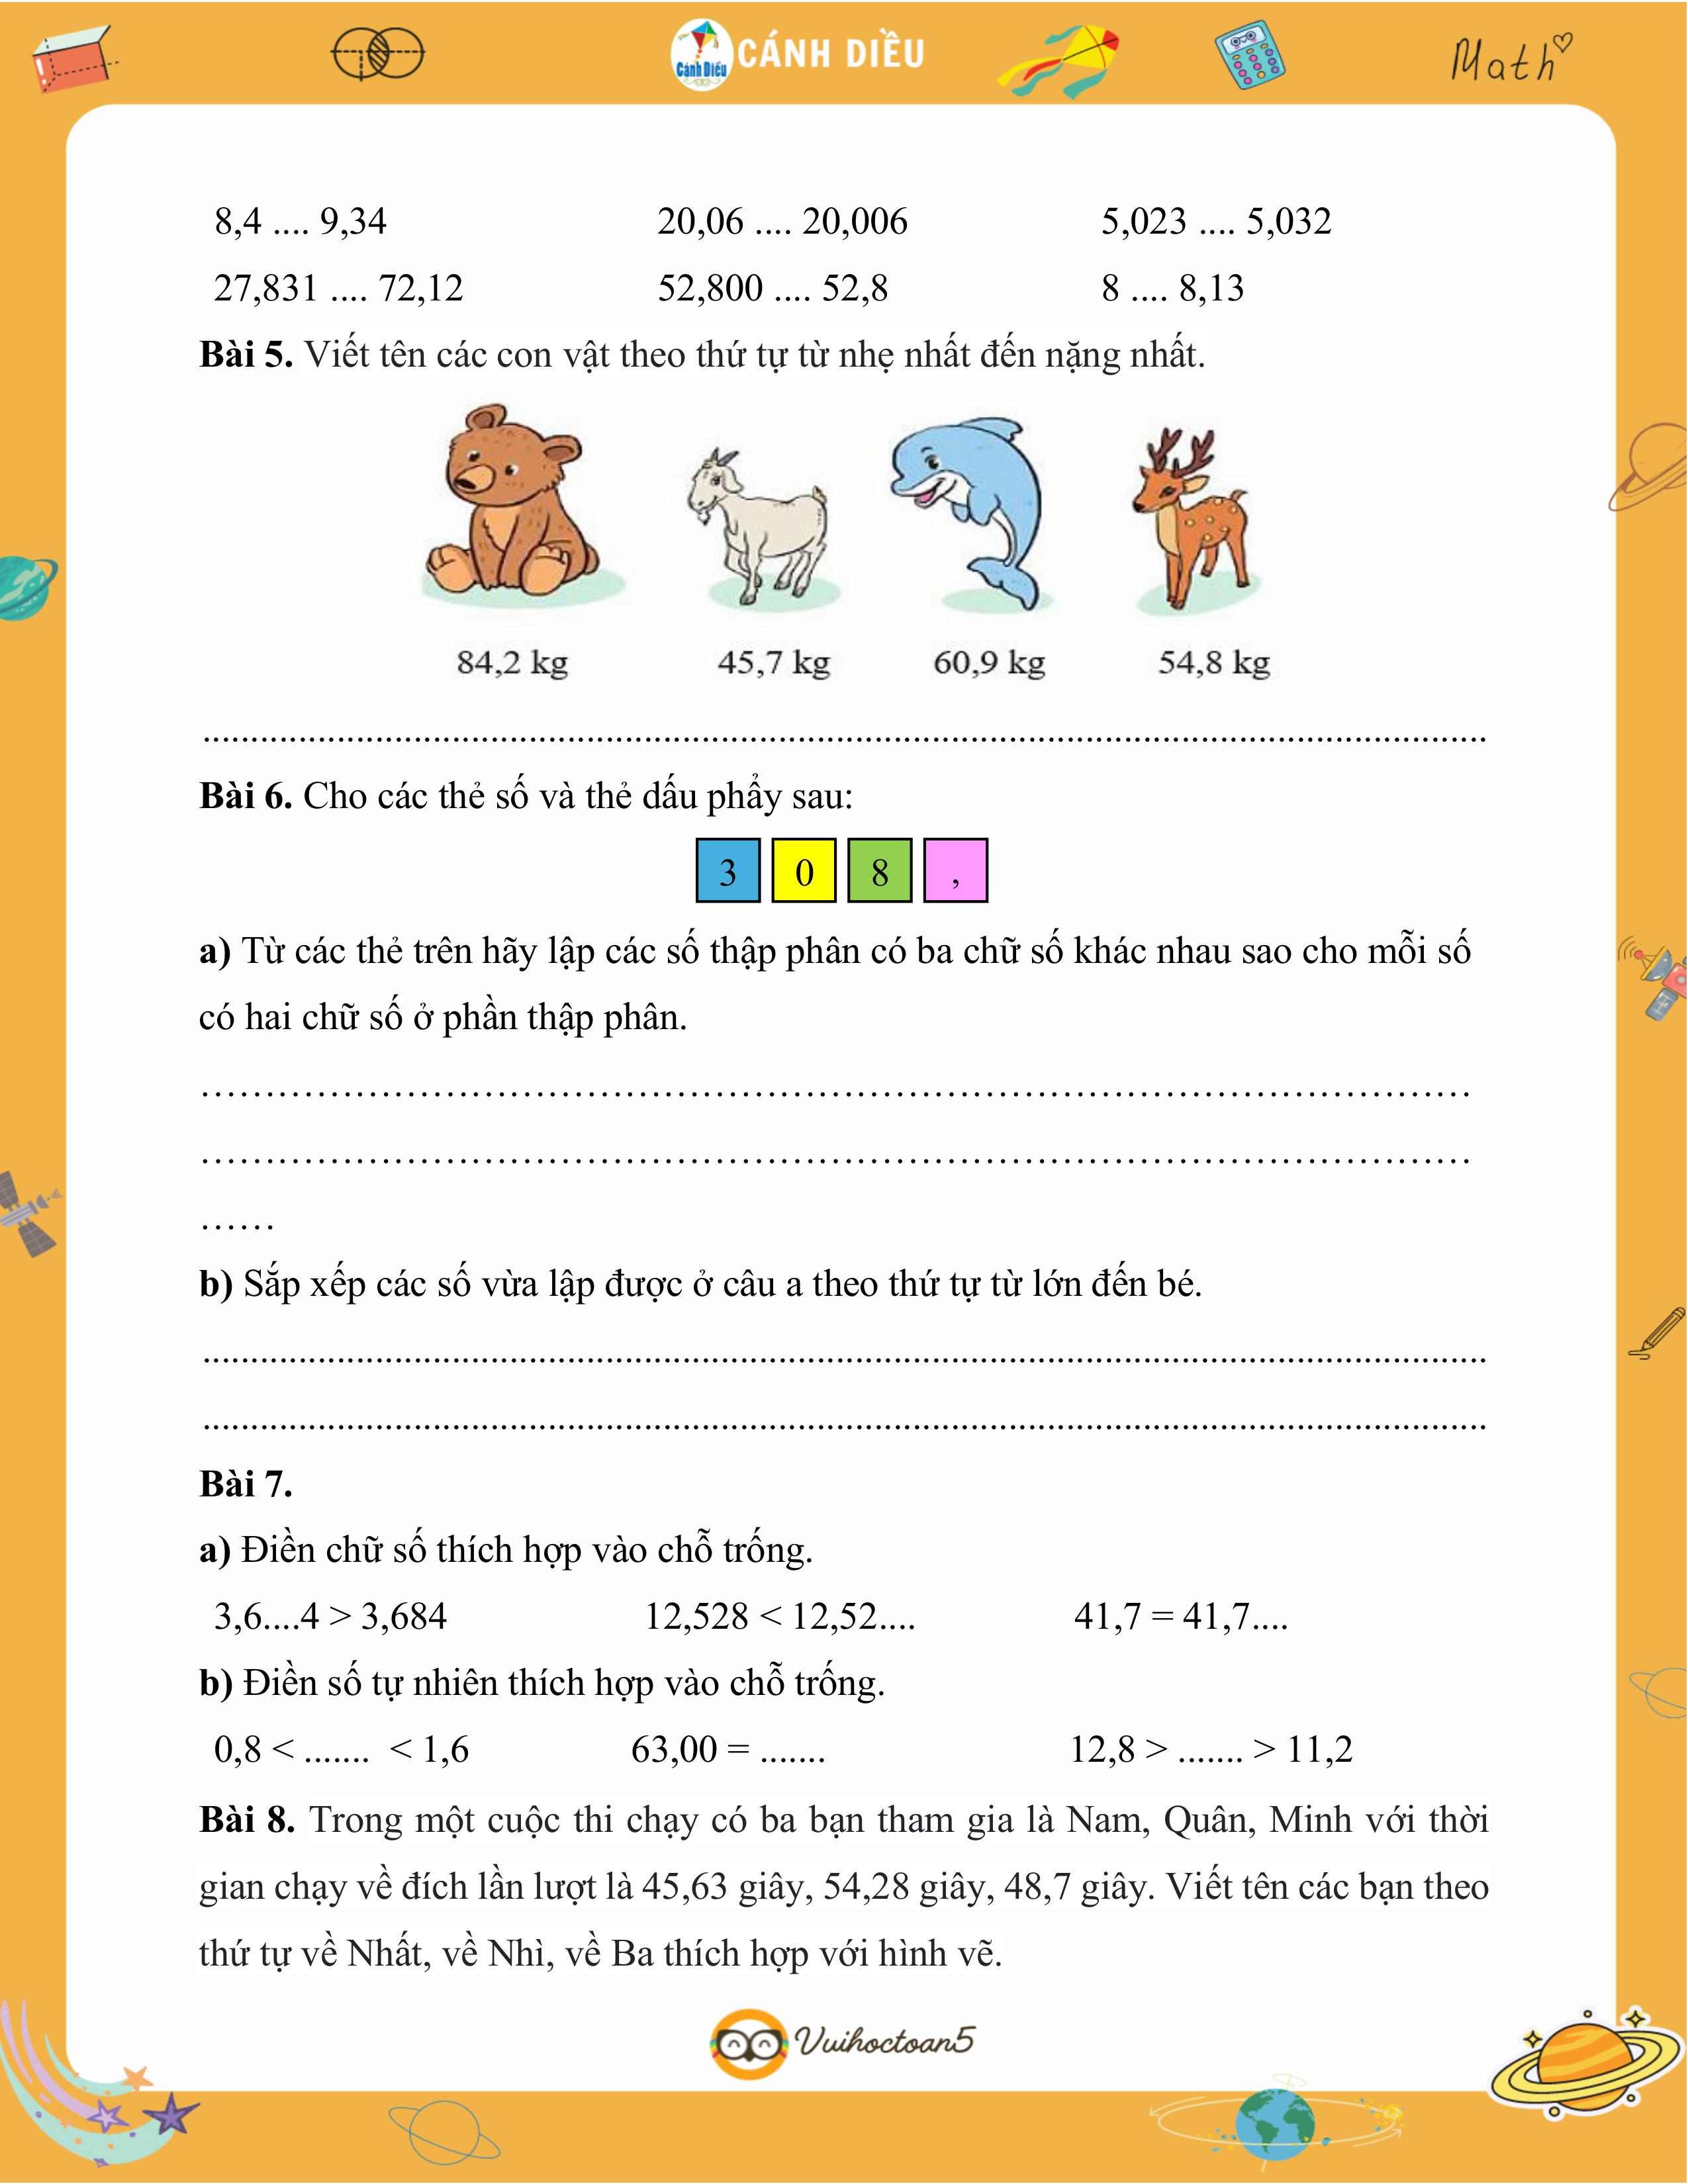 Cánh Diều CÁNH DIỀU Math
8,4 .... 9,34 20,06 .... 20,006 5,023 .... 5,032
27,831 .... 72,12 52,800 .... 52,8 8 .... 8,13
Bài 5. Viết tên các con vật theo thứ tự từ nhẹ nhất đến nặng nhất.
84,2 kg 45,7 kg 60,9 kg 54,8 kg
Bài 6. Cho các thẻ số và thẻ dấu phẩy sau:
3 0 8 ,
a) Từ các thẻ trên hãy lập các số thập phân có ba chữ số khác nhau sao cho mỗi số
có hai chữ số ở phần thập phân.
b) Sắp xếp các số vừa lập được ở câu a theo thứ tự từ lớn đến bé.
Bài 7.
a) Điền chữ số thích hợp vào chỗ trống.
3,6....4 > 3,684 12,528 < 12,52.... 41,7 = 41,7....
b) Điền số tự nhiên thích hợp vào chỗ trống.
0,8 < ....... < 1,6 63,00 = ....... 12,8 > ....... > 11,2
Bài 8. Trong một cuộc thi chạy có ba bạn tham gia là Nam, Quân, Minh với thời
gian chạy về đích lần lượt là 45,63 giây, 54,28 giây, 48,7 giây. Viết tên các bạn theo
thứ tự về Nhất, về Nhì, về Ba thích hợp với hình vẽ.
Vuihoctoan5